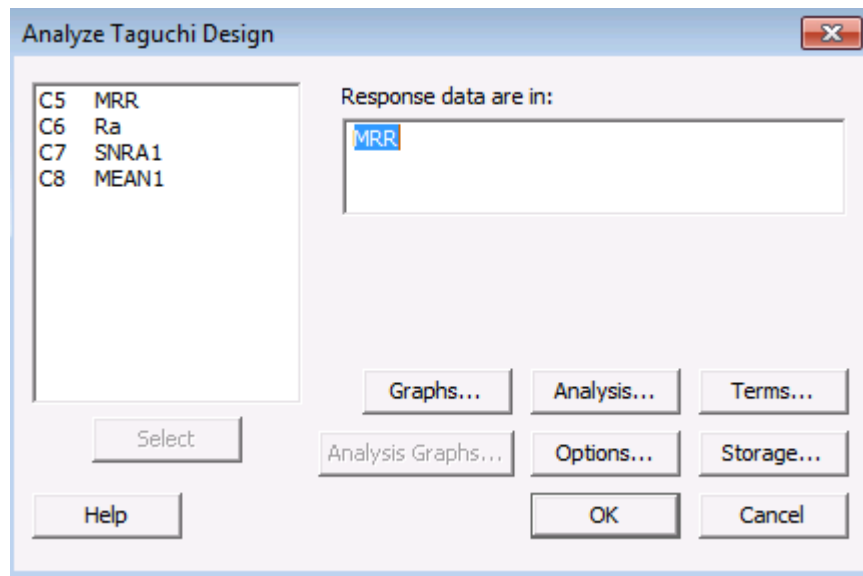 Analyze Taguchi Design
C5 MRR
C6 Ra
C7 SNRA1
C8 MEAN1
Response data are in:
MRR
Graphs... Analysis... Terms...
Select
Analysis Graphs... Options... Storage...
Help OK Cancel